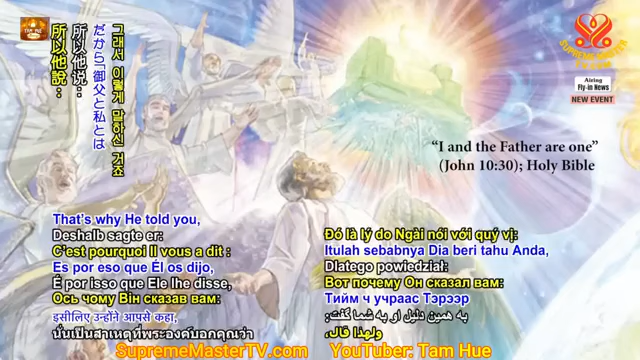 그래서 이렇게 말하신 거죠
だから「御父と私とは
所以他说：
所以他說：
SUPREME MASTER
TV.COM
Airing
Fly-in News
NEW EVENT
“I and the Father are one”
(John 10:30); Holy Bible
That's why He told you,
Deshalb sagte er:
C'est pourquoi Il vous a dit :
Es por eso que Él os dijo,
É por isso que Ele lhe disse,
Ось чому Він сказав вам:
इसीलिए उन्होंने आपसे कहा,
นั่นเป็นสาเหตุที่พระองค์บอกคุณว่า
Đó là lý do Ngài nói với quý vị:
Itulah sebabnya Dia beri tahu Anda,
Dlatego powiedział:
Вот почему Он сказал вам:
Тийм ч учраас Тэрээр
به همین دلیل او به شما گفت:
ولهذا قال،
SupremeMasterTV.com
YouTuber: Tam Hue